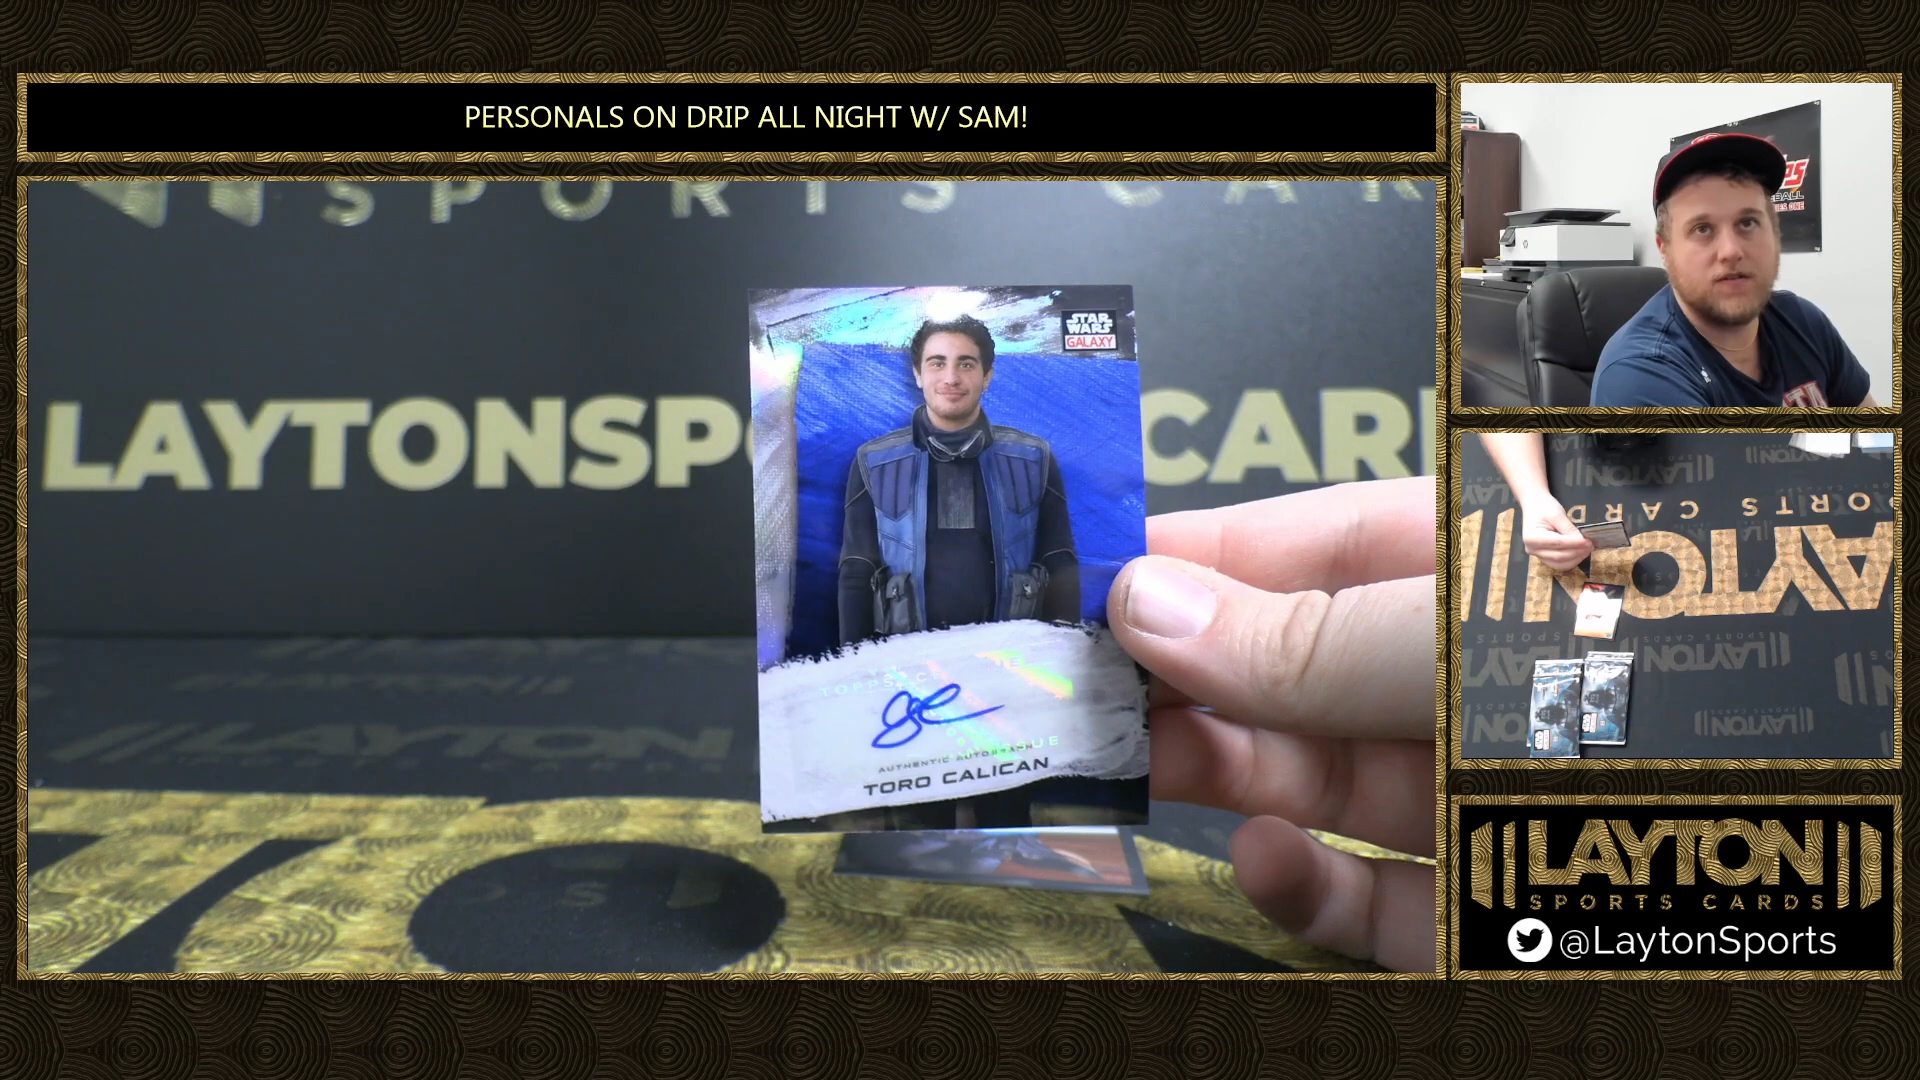 PERSONALS ON DRIP ALL NIGHT W/ SAM!
SPORTS CAR
LAYTONSP
CARD
STAR
WARS
GALAXY
AUTHENTIC AUTOGRAPH
TORO CALICAN
LAYTON
SPORTS CARDS
@LaytonSports